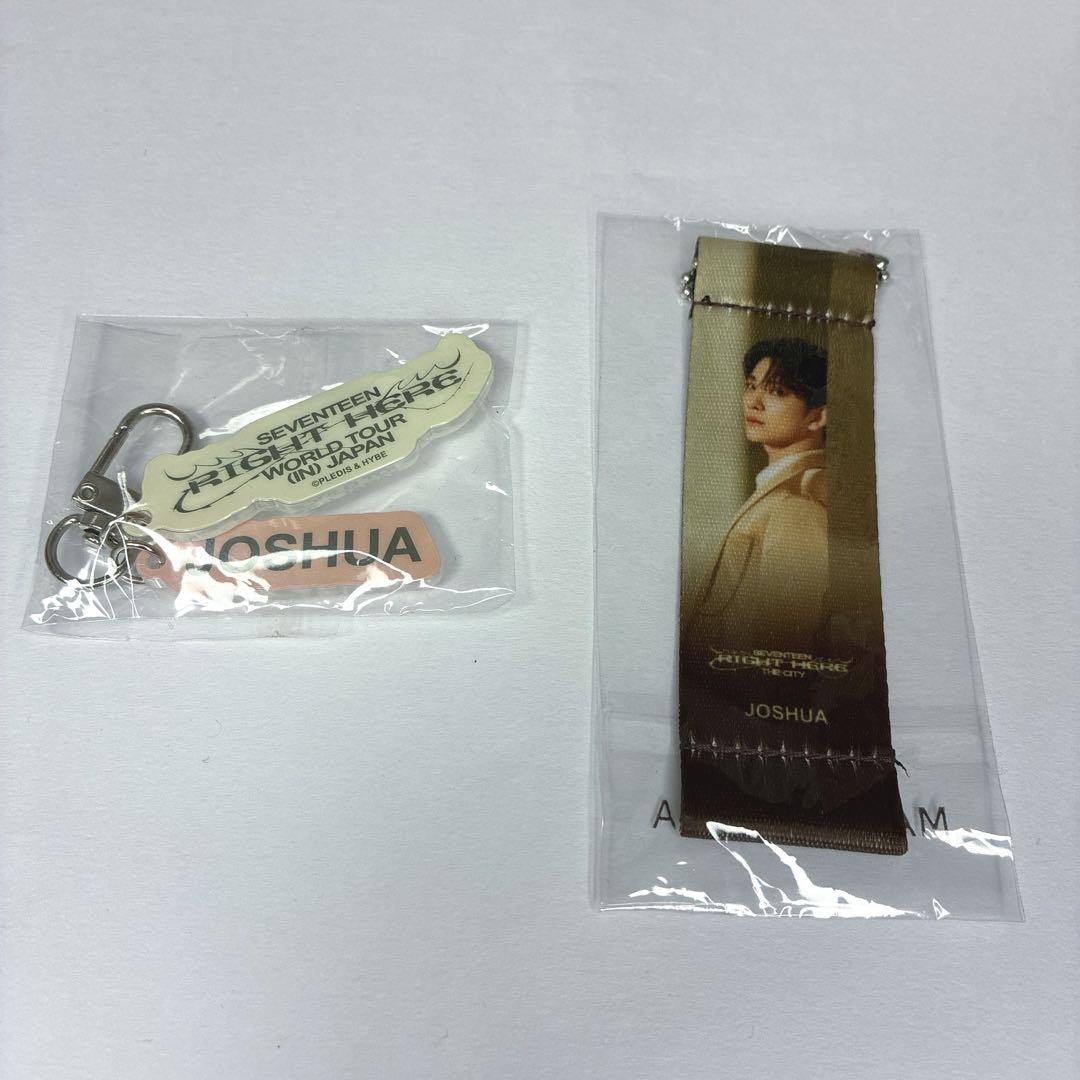 SEVENTEEN
RIGHT HERE
WORLD TOUR
(IN) JAPAN
©PLEDIS & HYBE
JOSHUA
SEVENTEEN
RIGHT HERE
THE CITY
JOSHUA